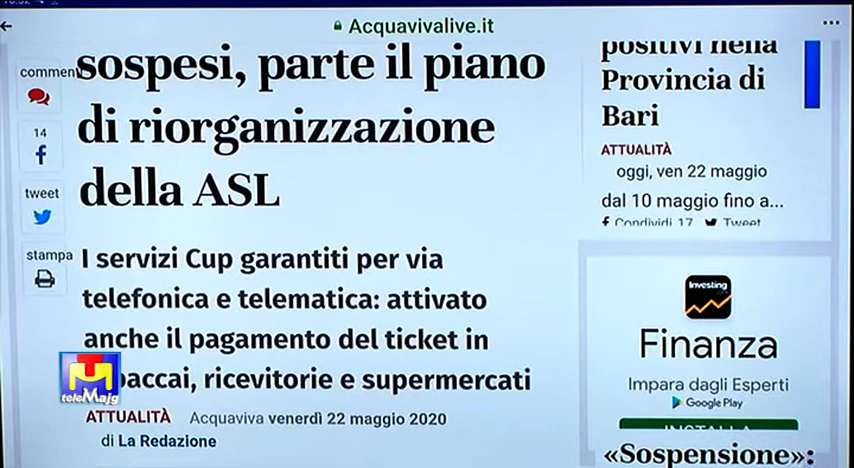 Acquavivalive.it
comment
sospesi, parte il piano
di riorganizzazione
della ASL
14
tweet
stampa
I servizi Cup garantiti per via
telefonica e telematica: attivato
anche il pagamento del ticket in
ricevitorie e supermercati
ATTUALITÀ Acquaviva venerdì 22 maggio 2020
di La Redazione
teleMajg
positivi nella
Provincia di
Bari
ATTUALITÀ
oggi, ven 22 maggio
dal 10 maggio fino a...
Condividi 17 Tweet
Investing
Finanza
Impara dagli Esperti
Google Play
INSTALLA
«Sospensione»: